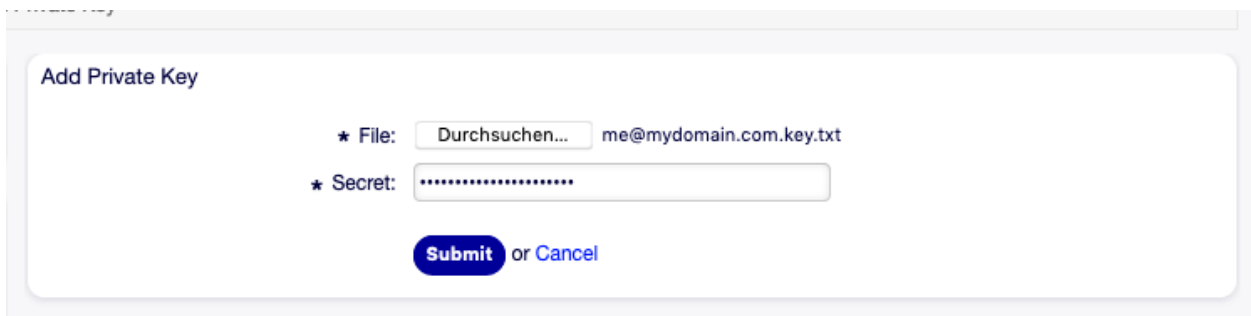 Add Private Key
★ File: Durchsuchen... me@mydomain.com.key.txt
★ Secret: ••••••••••••••••••••••
Submit or Cancel